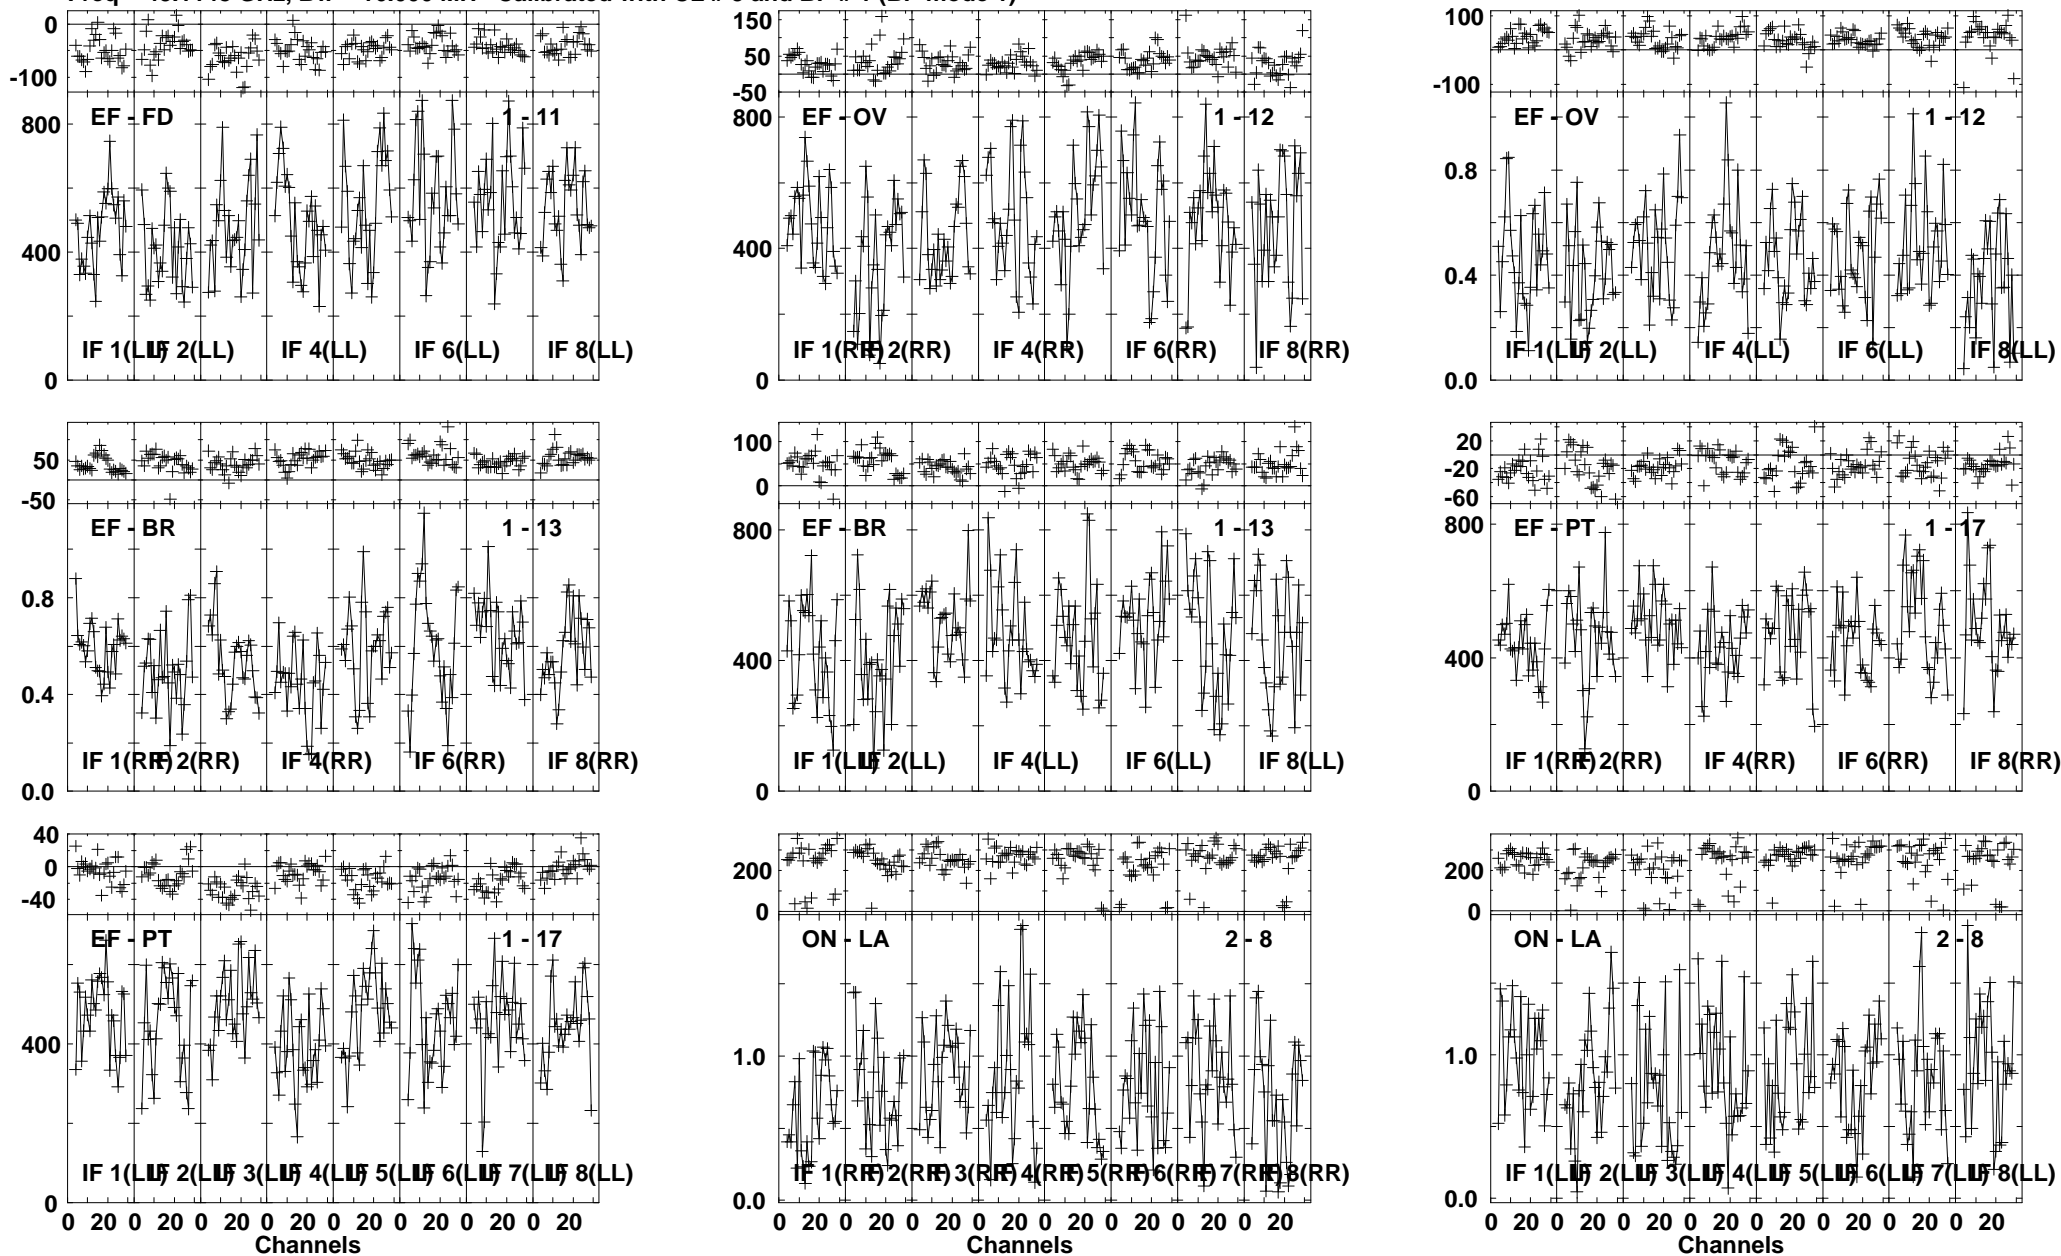 0 150 100
-100 50 -100
-50
EF - FD 1 - 11 EF - OV 1 - 12 EF - OV 1 - 12
800 800 0.8
400 400 0.4
IF 1(LL) IF 2(LL) IF 4(LL) IF 6(LL) IF 8(LL) IF 1(RR) IF 2(RR) IF 4(RR) IF 6(RR) IF 8(RR) IF 1(LL) IF 2(LL) IF 4(LL) IF 6(LL) IF 8(LL)
0 0 0.0
50 100 20
-50 0 -20
-60
EF - BR 1 - 13 EF - BR 1 - 13 EF - PT 1 - 17
0.8 800 800
0.4 400 400
IF 1(RR) IF 2(RR) IF 4(RR) IF 6(RR) IF 8(RR) IF 1(LL) IF 2(LL) IF 4(LL) IF 6(LL) IF 8(LL) IF 1(RR) IF 2(RR) IF 4(RR) IF 6(RR) IF 8(RR)
0.0 0 0
40
0 200 200
-40 0 0
EF - PT 1 - 17 ON - LA 2 - 8 ON - LA 2 - 8
400 1.0 1.0
IF 1(LL) IF 2(LL) IF 3(LL) IF 4(LL) IF 5(LL) IF 6(LL) IF 7(LL) IF 8(LL) IF 1(RR) IF 2(RR) IF 3(RR) IF 4(RR) IF 5(RR) IF 6(RR) IF 7(RR) IF 8(RR) IF 1(LL) IF 2(LL) IF 3(LL) IF 4(LL) IF 5(LL) IF 6(LL) IF 7(LL) IF 8(LL)
0 0.0 0.0
0 20 0 20 0 20 0 20 0 20 0 20 0 20 0 20 0 20 0 20 0 20 0 20 0 20 0 20 0 20 0 20 0 20 0 20 0 20 0 20 0 20 0 20 0 20 0 20
Channels Channels